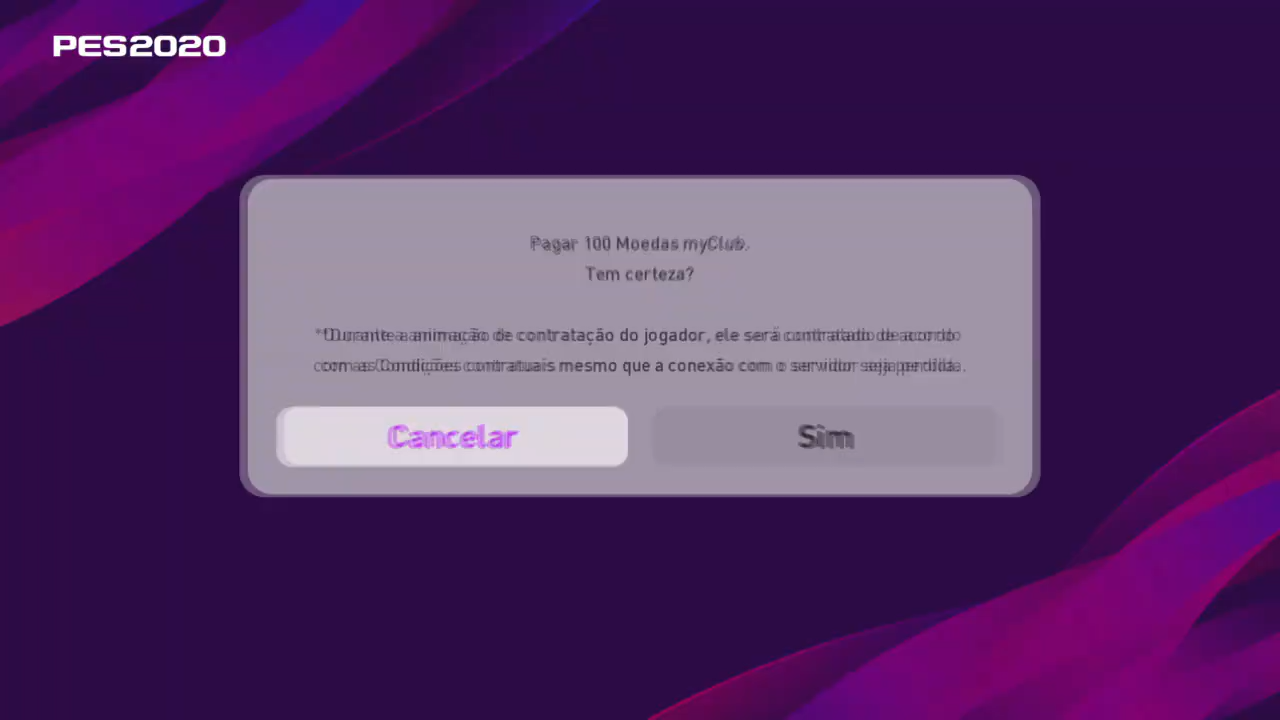 PES2020
Pagar 100 Moedas myClub.
Tem certeza?
*Durante a animação de contratação do jogador, ele será contratado de acordo
com as Condições contratuais mesmo que a conexão com o servidor seja perdida.
Cancelar
Sim